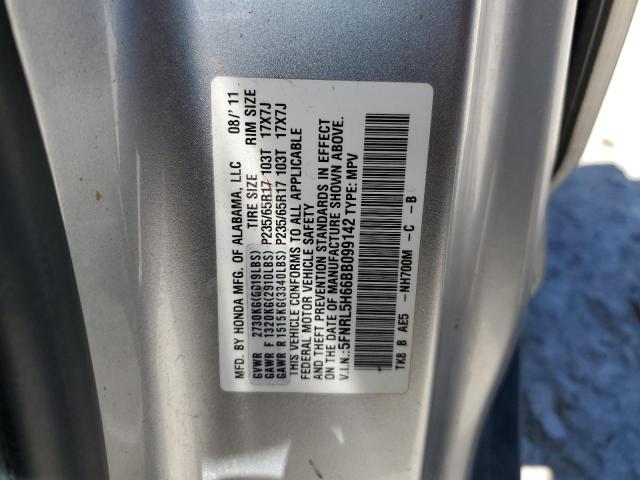 MFD. BY HONDA MFG. OF ALABAMA, LLC 08/'11
TIRE SIZE RIM SIZE
GVWR 2730KG(6019LBS)
GAWR F 1320KG(2910LBS) P235/65R17 103T 17X7J
GAWR R 1515KG(3340LBS) P235/65R17 103T 17X7J
THIS VEHICLE CONFORMS TO ALL APPLICABLE
FEDERAL MOTOR VEHICLE SAFETY
AND THEFT PREVENTION STANDARDS IN EFFECT
ON THE DATE OF MANUFACTURE SHOWN ABOVE.
V.I.N.:5FNRL5H66BB099142 TYPE: MPV
TK8 B AE5 -NH700M -C -B